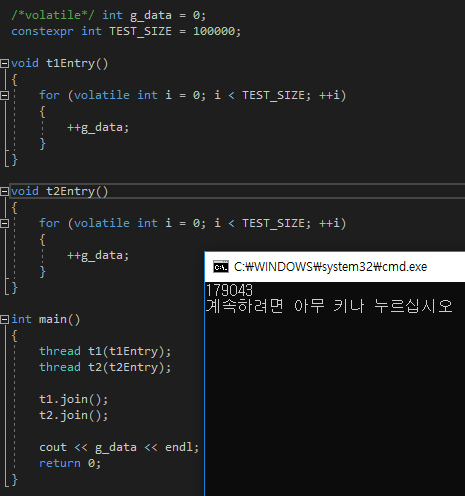 /*volatile*/ int g_data = 0;
constexpr int TEST_SIZE = 100000;
void t1Entry()
{
for (volatile int i = 0; i < TEST_SIZE; ++i)
{
++g_data;
}
}
void t2Entry()
{
for (volatile int i = 0; i < TEST_SIZE; ++i)
{
++g_data;
}
}
int main()
{
thread t1(t1Entry);
thread t2(t2Entry);
t1.join();
t2.join();
cout << g_data << endl;
return 0;
}
C:₩WINDOWS₩system32₩cmd.exe
179043
계속하려면 아무 키나 누르십시오